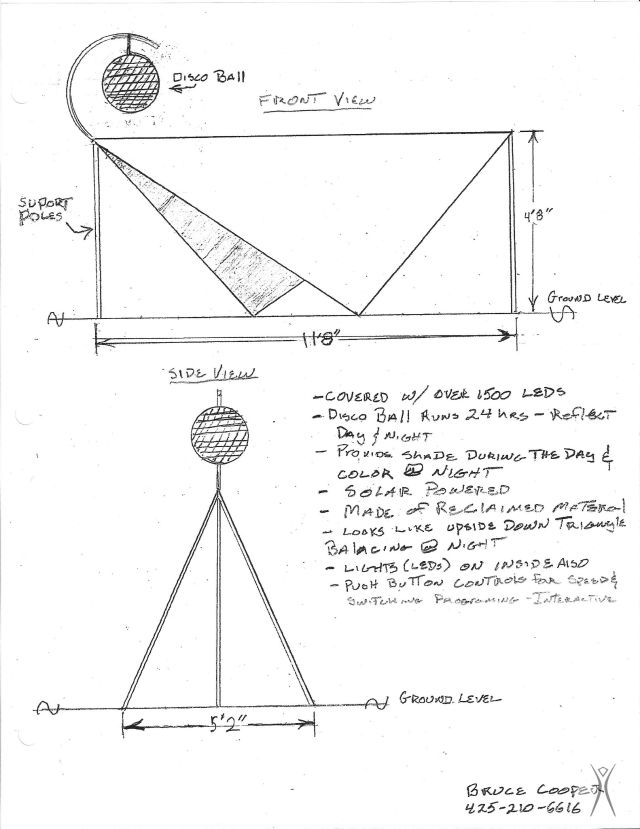 DISCO BALL
FRONT VIEW
SUPORT
POLES
4'8"
GROUND LEVEL
11'8"
SIDE VIEW
- COVERED W/ OVER 1500 LEDS
- DISCO BALL RUNS 24 HRS - REFLECT
DAY & NIGHT
- PROVIDE SHADE DURING THE DAY &
COLOR @ NIGHT
- SOLAR POWERED
- MADE OF RECLAIMED MATERIAL
- LOOKS LIKE UPSIDE DOWN TRIANGLE
BALACING @ NIGHT
- LIGHTS (LEDS) ON INSIDE ALSO
- PUSH BUTTON CONTROLS FOR SPEED &
SWITCHING PROGRAMING - INTERACTIVE
GROUND LEVEL
5'2"
BRUCE COOPER
425-210-6616